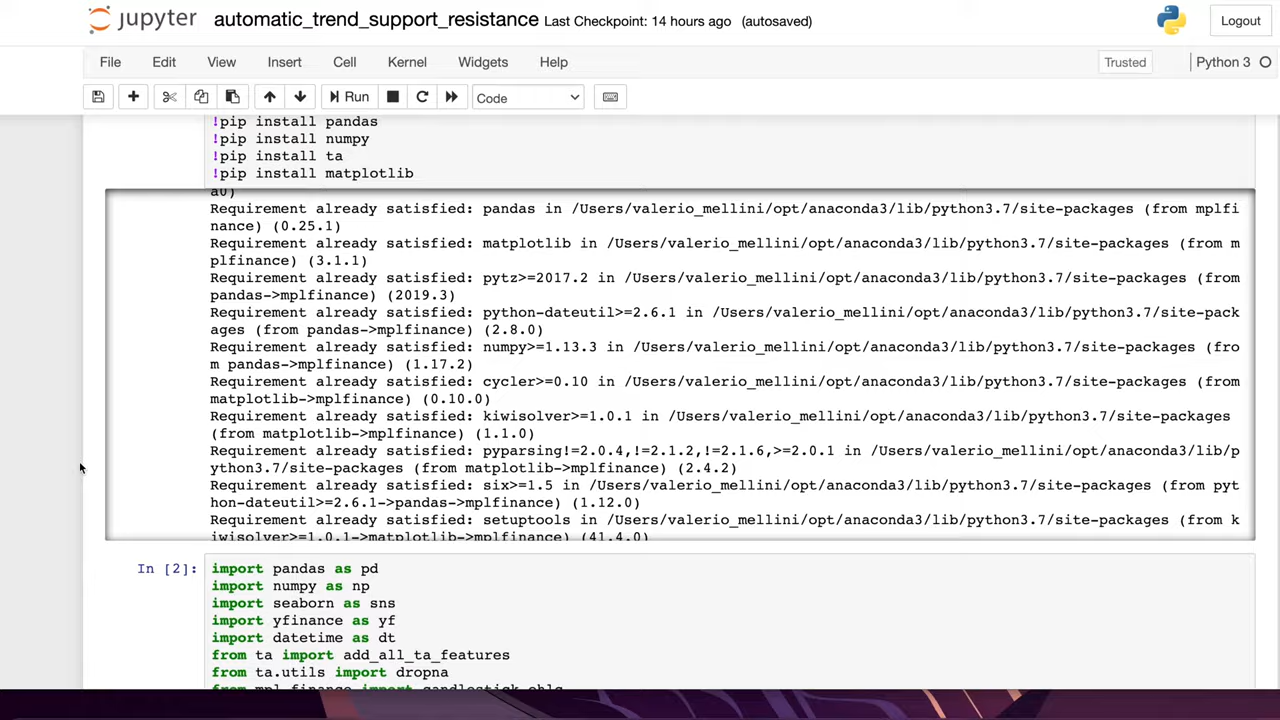 jupyter automatic_trend_support_resistance Last Checkpoint: 14 hours ago (autosaved) Logout
File Edit View Insert Cell Kernel Widgets Help Trusted Python 3
Run Code
!pip install pandas
!pip install numpy
!pip install ta
!pip install matplotlib
a0)
Requirement already satisfied: pandas in /Users/valerio_mellini/opt/anaconda3/lib/python3.7/site-packages (from mplfi
nance) (0.25.1)
Requirement already satisfied: matplotlib in /Users/valerio_mellini/opt/anaconda3/lib/python3.7/site-packages (from m
plfinance) (3.1.1)
Requirement already satisfied: pytz>=2017.2 in /Users/valerio_mellini/opt/anaconda3/lib/python3.7/site-packages (from
pandas->mplfinance) (2019.3)
Requirement already satisfied: python-dateutil>=2.6.1 in /Users/valerio_mellini/opt/anaconda3/lib/python3.7/site-pack
ages (from pandas->mplfinance) (2.8.0)
Requirement already satisfied: numpy>=1.13.3 in /Users/valerio_mellini/opt/anaconda3/lib/python3.7/site-packages (fro
m pandas->mplfinance) (1.17.2)
Requirement already satisfied: cycler>=0.10 in /Users/valerio_mellini/opt/anaconda3/lib/python3.7/site-packages (from
matplotlib->mplfinance) (0.10.0)
Requirement already satisfied: kiwisolver>=1.0.1 in /Users/valerio_mellini/opt/anaconda3/lib/python3.7/site-packages
(from matplotlib->mplfinance) (1.1.0)
Requirement already satisfied: pyparsing!=2.0.4,!=2.1.2,!=2.1.6,>=2.0.1 in /Users/valerio_mellini/opt/anaconda3/lib/p
ython3.7/site-packages (from matplotlib->mplfinance) (2.4.2)
Requirement already satisfied: six>=1.5 in /Users/valerio_mellini/opt/anaconda3/lib/python3.7/site-packages (from pyt
hon-dateutil>=2.6.1->pandas->mplfinance) (1.12.0)
Requirement already satisfied: setuptools in /Users/valerio_mellini/opt/anaconda3/lib/python3.7/site-packages (from k
iwisolver>=1.0.1->matplotlib->mplfinance) (41.4.0)
In [2]: import pandas as pd
import numpy as np
import seaborn as sns
import yfinance as yf
import datetime as dt
from ta import add_all_ta_features
from ta.utils import dropna
from mpl_finance import candlestick_ohlc